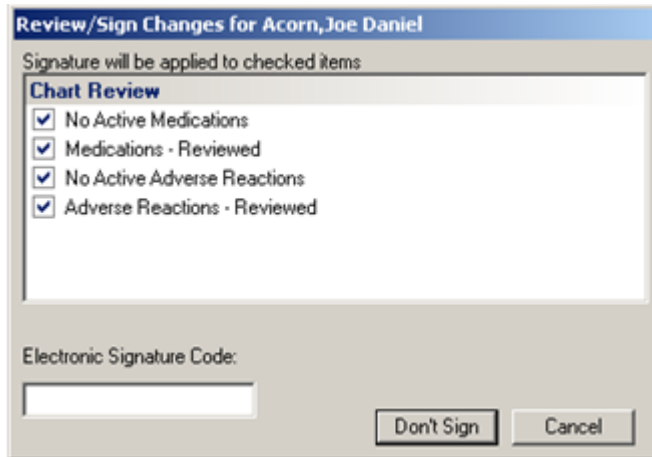 Review/Sign Changes for Acorn,Joe Daniel
Signature will be applied to checked items
Chart Review
No Active Medications
Medications - Reviewed
No Active Adverse Reactions
Adverse Reactions - Reviewed
Electronic Signature Code:
Don't Sign Cancel